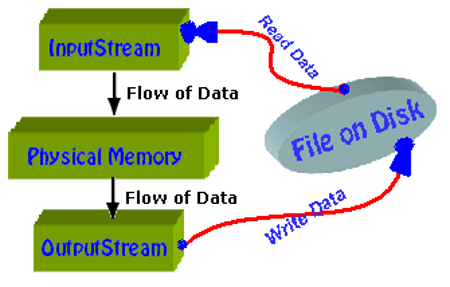 InputStream
Read Data
Flow of Data
File on Disk
Physical Memory
Flow of Data
OutputStream
Write Data